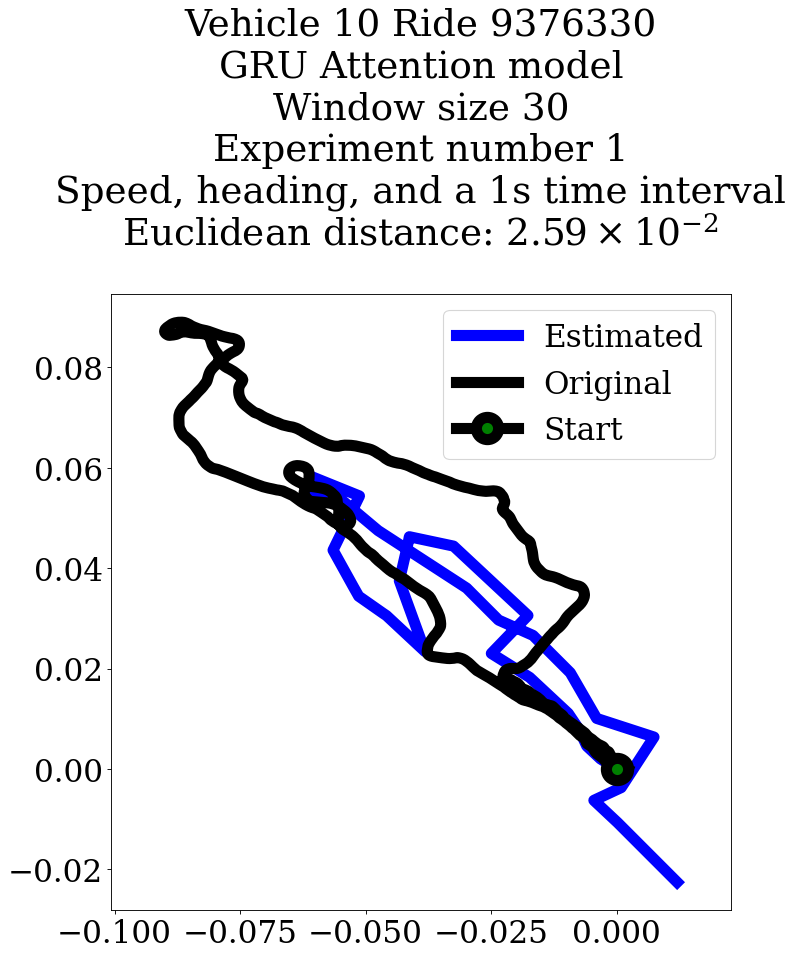 Vehicle 10 Ride 9376330
GRU Attention model
Window size 30
Experiment number 1
Speed, heading, and a 1s time interval
Euclidean distance: 2.59 × 10⁻²
Estimated
Original
Start
0.08
0.06
0.04
0.02
0.00
−0.02
−0.100 −0.075 −0.050 −0.025 0.000